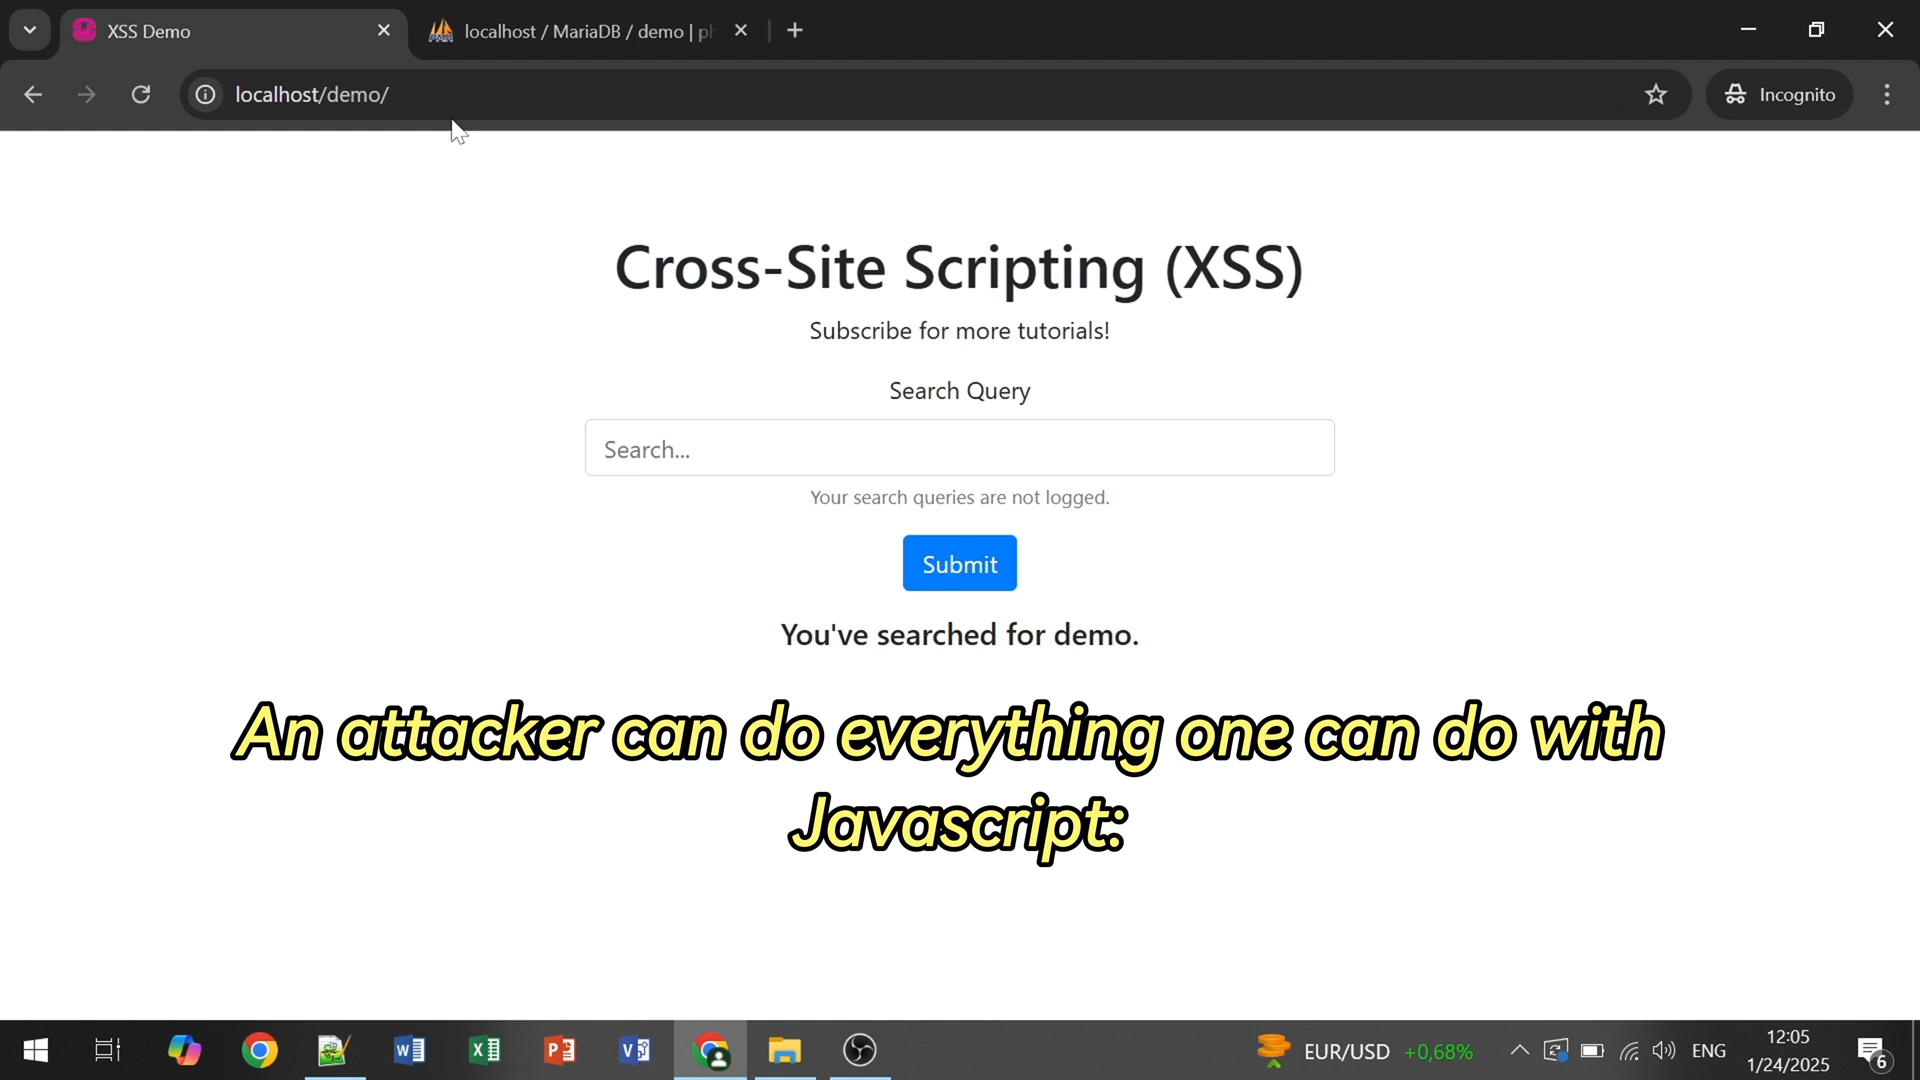 XSS Demo
localhost / MariaDB / demo | ph
localhost/demo/
Incognito
Cross-Site Scripting (XSS)
Subscribe for more tutorials!
Search Query
Search...
Your search queries are not logged.
Submit
You've searched for demo.
An attacker can do everything one can do with
Javascript:
EUR/USD +0,68%
ENG
12:05
1/24/2025
6